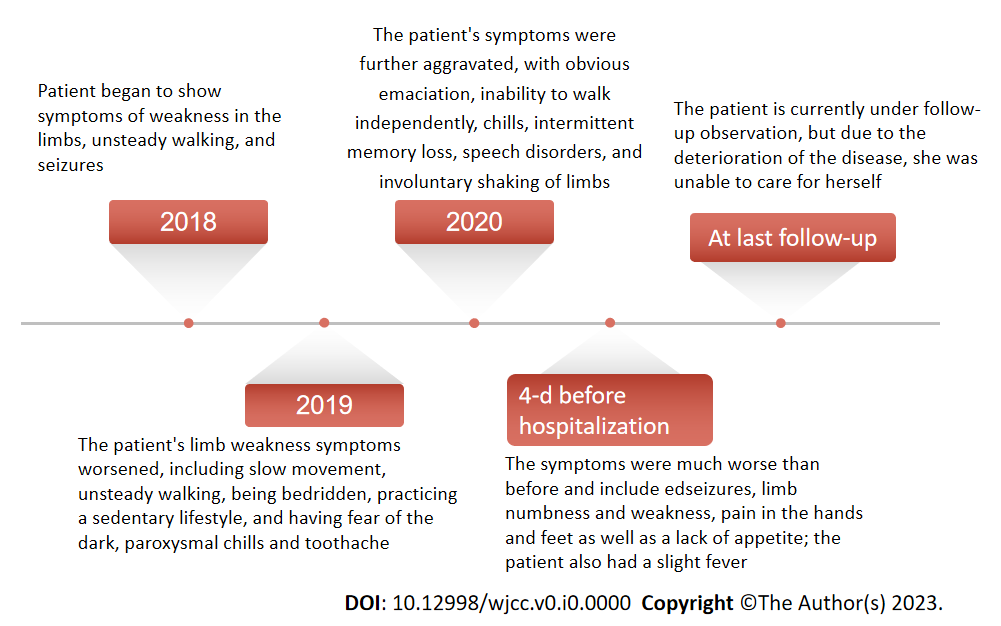 Patient began to show
symptoms of weakness in the
limbs, unsteady walking, and
seizures
2018
The patient's limb weakness symptoms
worsened, including slow movement,
unsteady walking, being bedridden, practicing
a sedentary lifestyle, and having fear of the
dark, paroxysmal chills and toothache
2019
The patient's symptoms were
further aggravated, with obvious
emaciation, inability to walk
independently, chills, intermittent
memory loss, speech disorders, and
involuntary shaking of limbs
2020
4-d before
hospitalization
The symptoms were much worse than
before and include edseizures, limb
numbness and weakness, pain in the hands
and feet as well as a lack of appetite; the
patient also had a slight fever
The patient is currently under follow-
up observation, but due to the
deterioration of the disease, she was
unable to care for herself
At last follow-up
DOI: 10.12998/wjcc.v0.i0.0000 Copyright ©The Author(s) 2023.